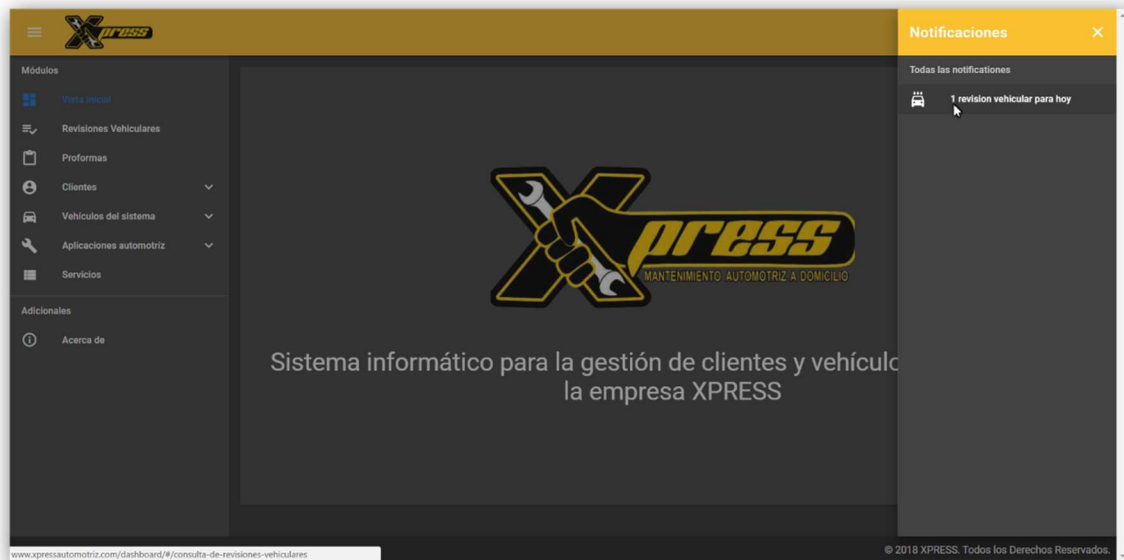 Xpress
Notificaciones
Módulos
Todas las notificationes
Vista inicial
1 revision vehicular para hoy
Revisiones Vehiculares
Proformas
Clientes
Vehículos del sistema
Aplicaciones automotriz
Servicios
Adicionales
Acerca de
Xpress
MANTENIMIENTO AUTOMOTRIZ A DOMICILIO
Sistema informático para la gestión de clientes y vehículo
la empresa XPRESS
www.xpressautomotriz.com/dashboard/#/consulta-de-revisiones-vehiculares
© 2018 XPRESS. Todos los Derechos Reservados.